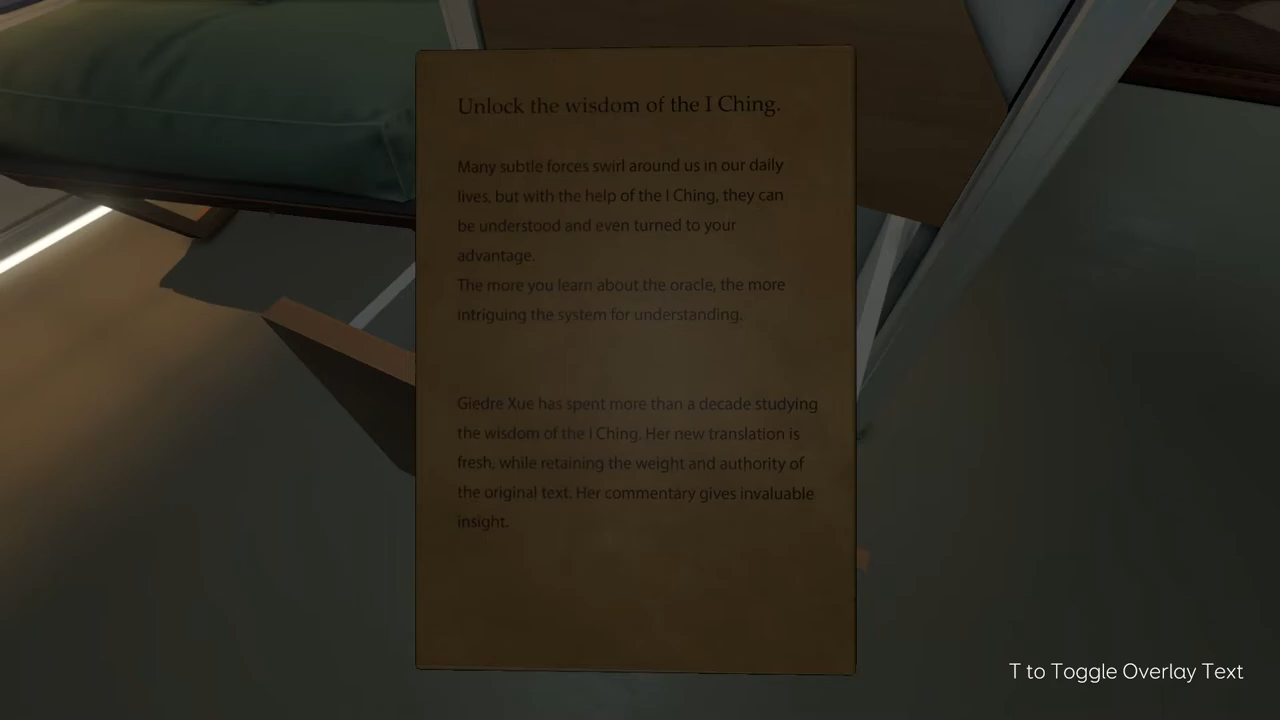 Unlock the wisdom of the I Ching.
Many subtle forces swirl around us in our daily
lives, but with the help of the I Ching, they can
be understood and even turned to your
advantage.
The more you learn about the oracle, the more
intriguing the system for understanding.
Giedre Xue has spent more than a decade studying
the wisdom of the I Ching. Her new translation is
fresh, while retaining the weight and authority of
the original text. Her commentary gives invaluable
insight.
T to Toggle Overlay Text